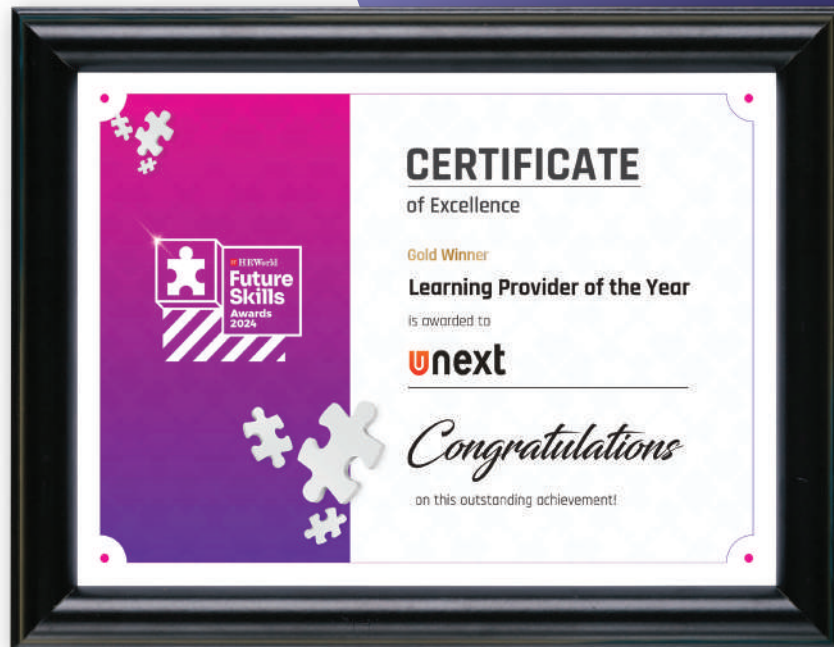 HRWorld
Future
Skills
Awards
2024
CERTIFICATE
of Excellence
Gold Winner
Learning Provider of the Year
is awarded to
unext
Congratulations
on this outstanding achievement!